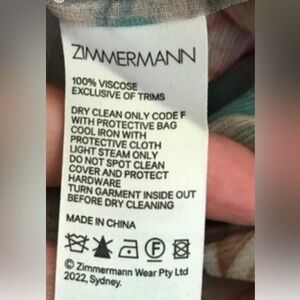 ZIMMERMANN
100% VISCOSE
EXCLUSIVE OF TRIMS
DRY CLEAN ONLY CODE F
WITH PROTECTIVE BAG
COOL IRON WITH
PROTECTIVE CLOTH
LIGHT STEAM ONLY
DO NOT SPOT CLEAN
COVER AND PROTECT
HARDWARE
TURN GARMENT INSIDE OUT
BEFORE DRY CLEANING
MADE IN CHINA
F
© Zimmermann Wear Pty Ltd
2022, Sydney.